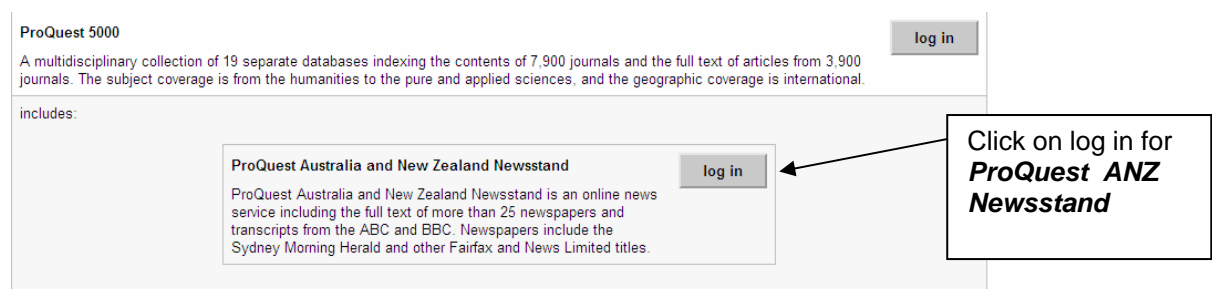 ProQuest 5000
log in
A multidisciplinary collection of 19 separate databases indexing the contents of 7,900 journals and the full text of articles from 3,900
journals. The subject coverage is from the humanities to the pure and applied sciences, and the geographic coverage is international.
includes:
ProQuest Australia and New Zealand Newsstand
log in
ProQuest Australia and New Zealand Newsstand is an online news
service including the full text of more than 25 newspapers and
transcripts from the ABC and BBC. Newspapers include the
Sydney Morning Herald and other Fairfax and News Limited titles.
Click on log in for
ProQuest ANZ
Newsstand